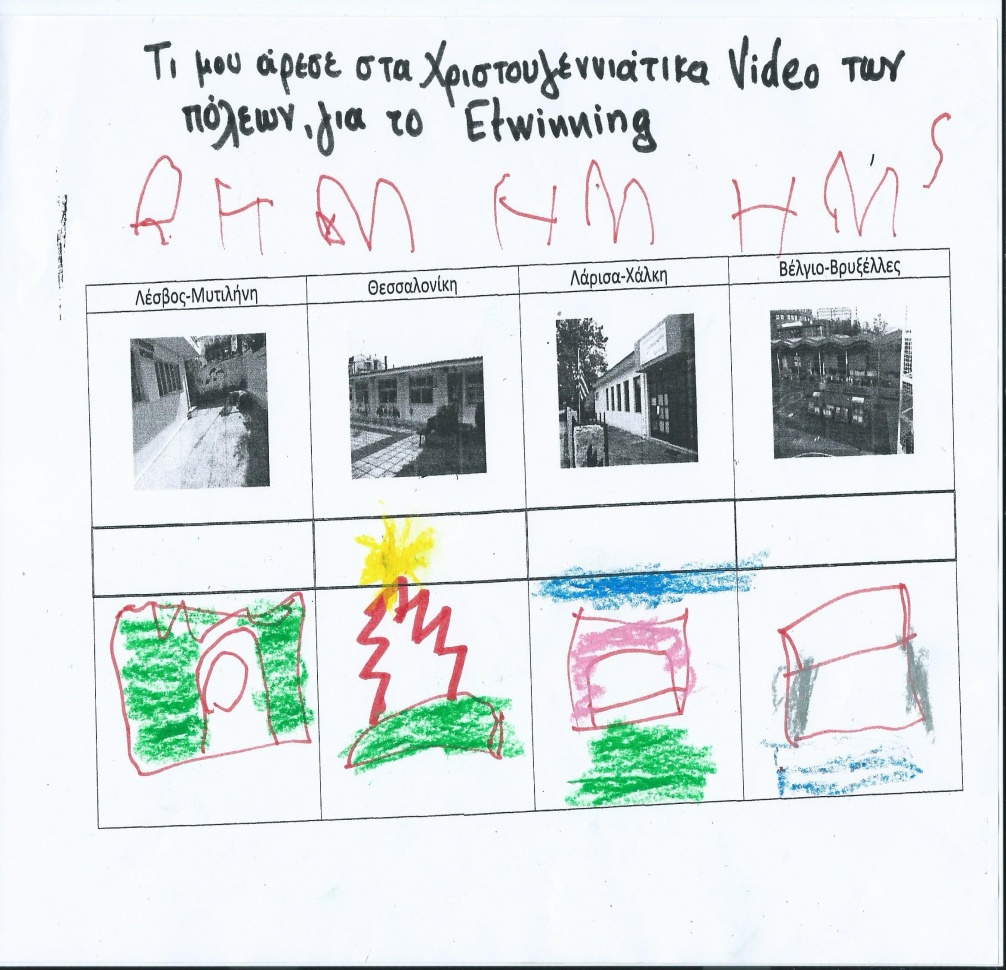 Τι μου άρεσε στα Χριστουγεννιάτικα Video των
πόλεων, για το Etwinning
Λέσβος-Μυτιλήνη Θεσσαλονίκη Λάρισα-Χάλκη Βέλγιο-Βρυξέλλες